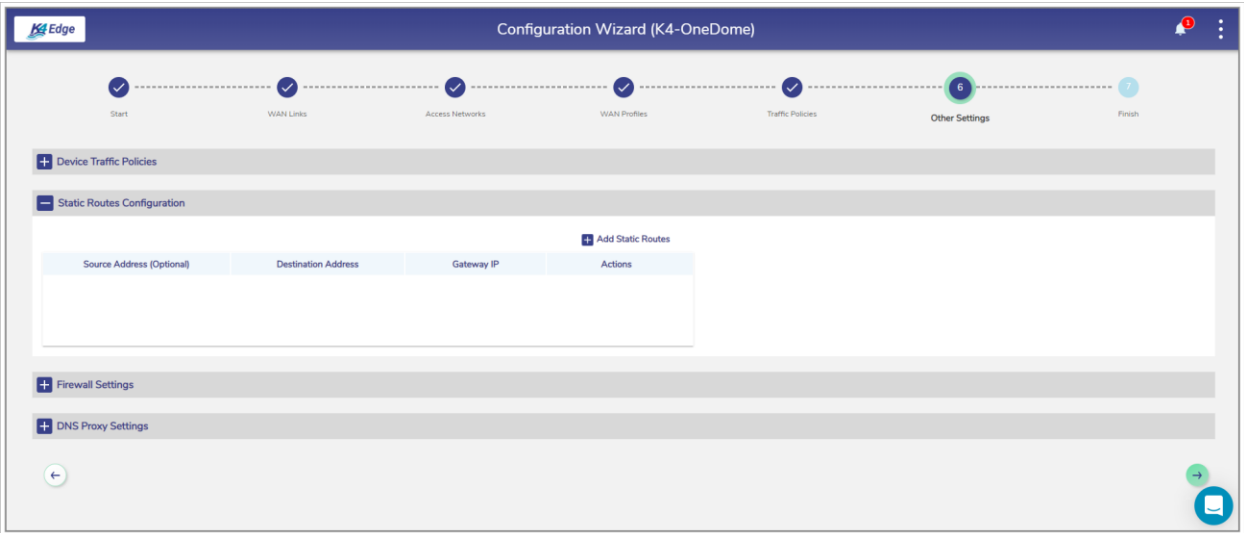 K4 Edge
Configuration Wizard (K4-OneDome)
1
6
7
Start
WAN Links
Access Networks
WAN Profiles
Traffic Policies
Other Settings
Finish
Device Traffic Policies
Static Routes Configuration
Add Static Routes
Source Address (Optional) Destination Address Gateway IP Actions
Firewall Settings
DNS Proxy Settings